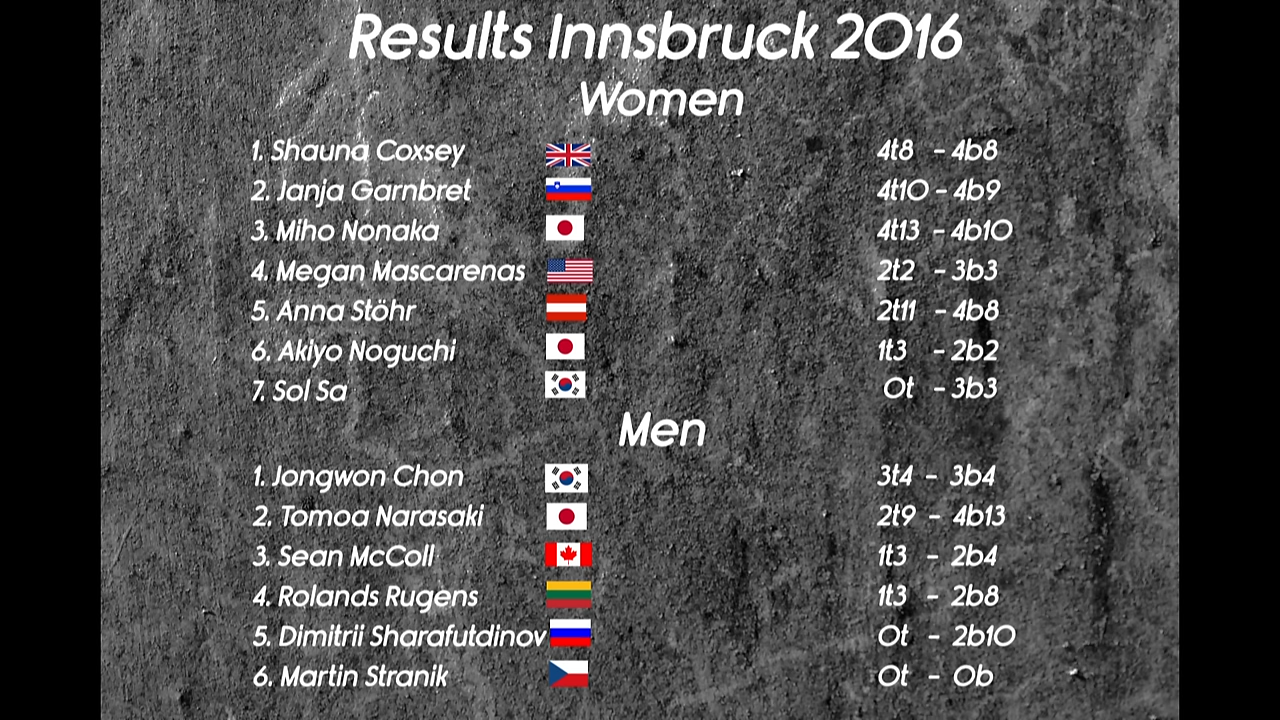 Results Innsbruck 2016
Women
1. Shauna Coxsey 4t8 - 4b8
2. Janja Garnbret 4t10 - 4b9
3. Miho Nonaka 4t13 - 4b10
4. Megan Mascarenas 2t2 - 3b3
5. Anna Stöhr 2t11 - 4b8
6. Akiyo Noguchi 1t3 - 2b2
7. Sol Sa 0t - 3b3
Men
1. Jongwon Chon 3t4 - 3b4
2. Tomoa Narasaki 2t9 - 4b13
3. Sean McColl 1t3 - 2b4
4. Rolands Rugens 1t3 - 2b8
5. Dimitrii Sharafutdinov 0t - 2b10
6. Martin Stranik 0t - 0b